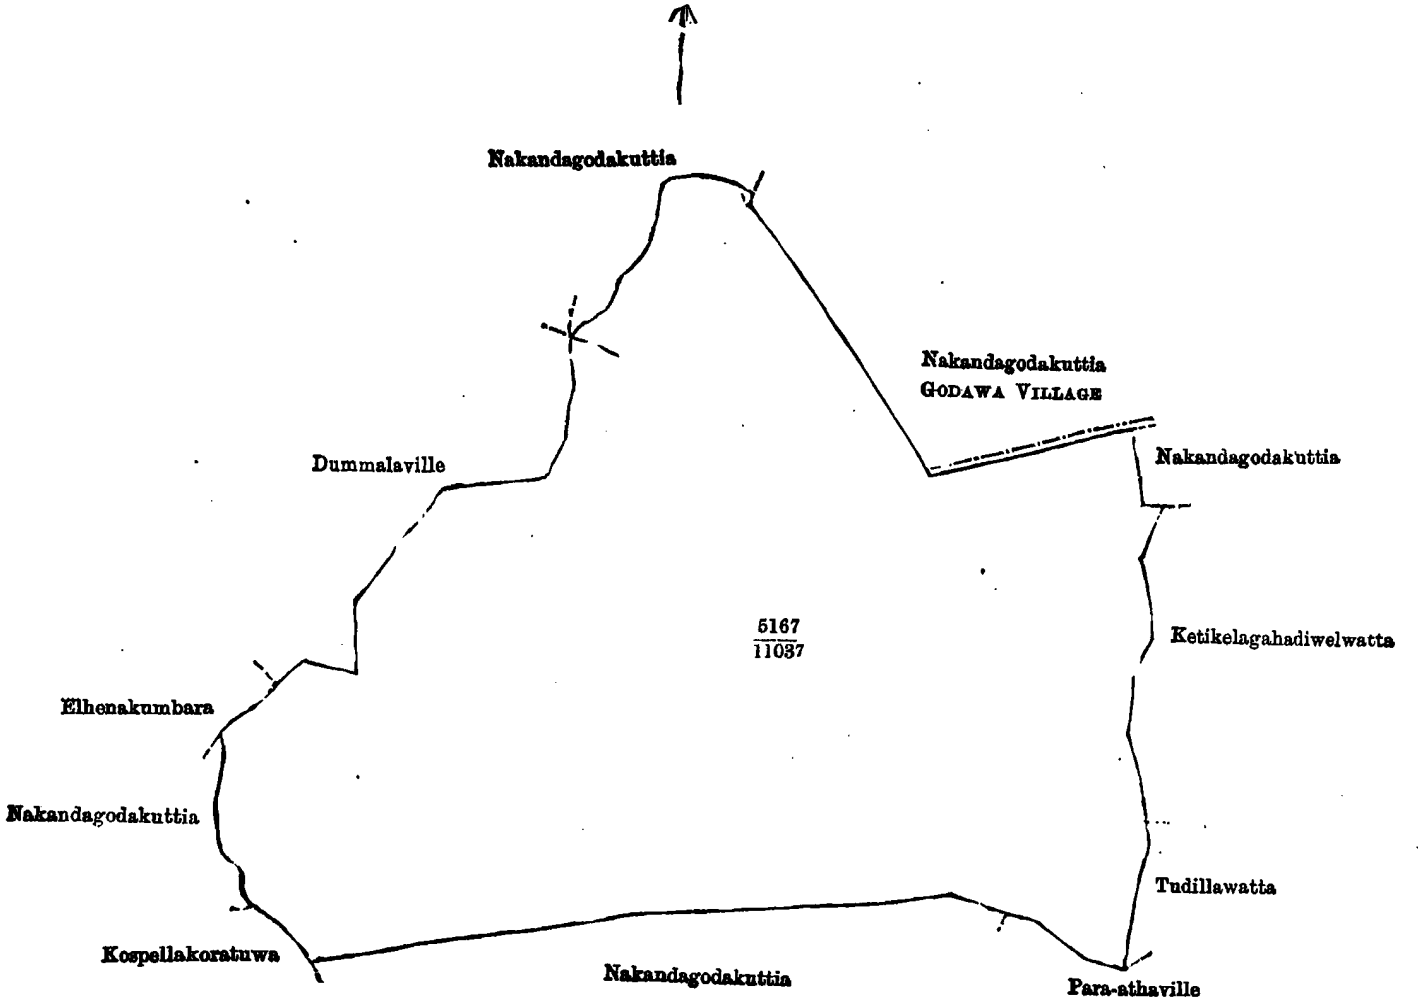 Nakandagodakuttia
Nakandagodakuttia
GODAWA VILLAGE
Nakandagodakuttia
Dummalaville
5167
11037
Ketikelagahadiwelwatta
Elhenakumbara
Nakandagodakuttia
Tudillawatta
Kospellakoratuwa
Nakandagodakuttia
Para-athaville